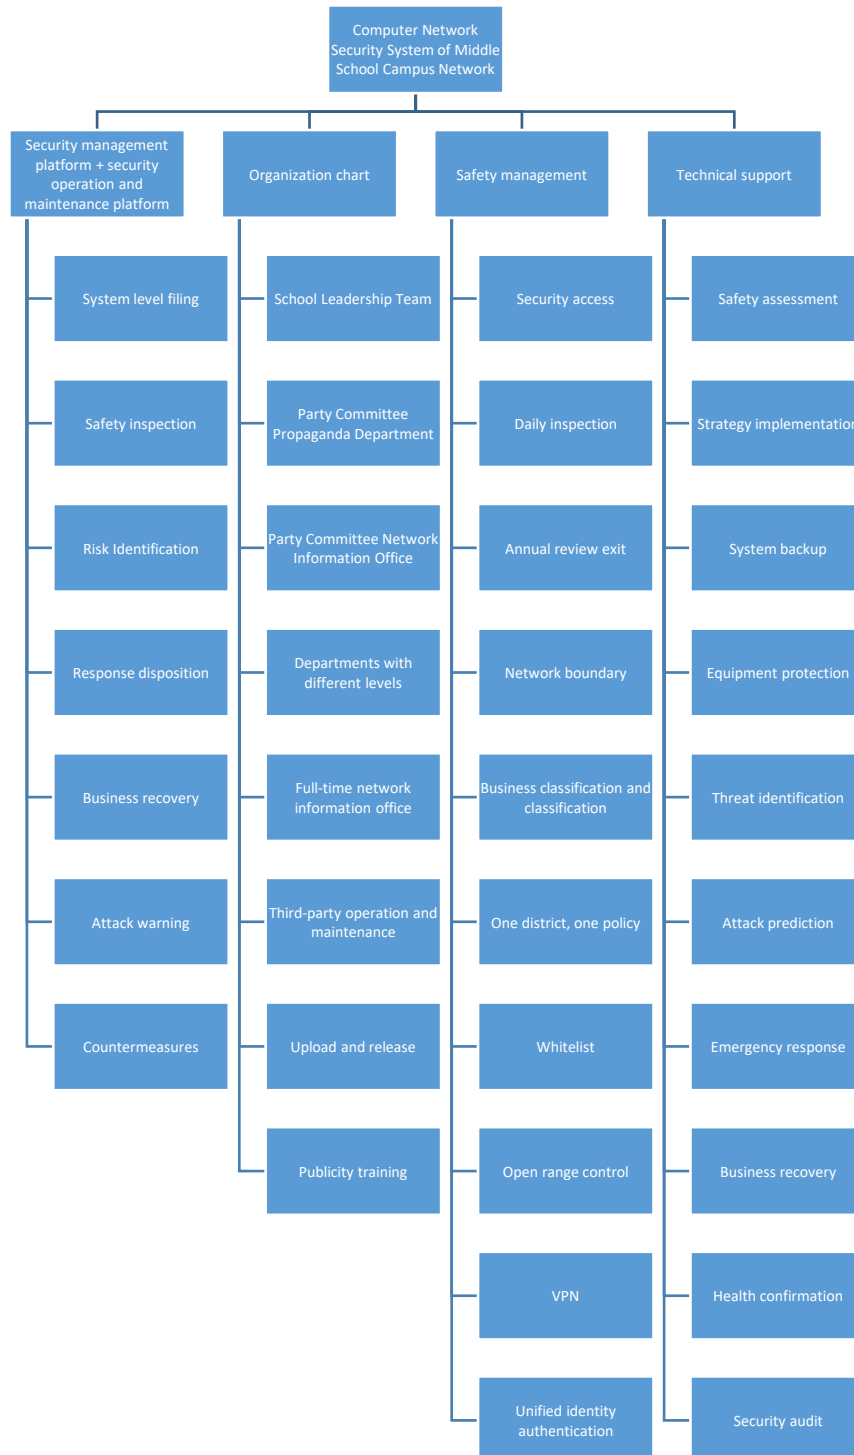 Computer Network
Security System of Middle
School Campus Network
Security management
platform + security
operation and
maintenance platform
System level filing
Safety inspection
Risk Identification
Response disposition
Business recovery
Attack warning
Countermeasures
Organization chart
School Leadership Team
Party Committee
Propaganda Department
Party Committee Network
Information Office
Departments with
different levels
Full-time network
information office
Third-party operation and
maintenance
Upload and release
Publicity training
Safety management
Security access
Daily inspection
Annual review exit
Network boundary
Business classification and
classification
One district, one policy
Whitelist
Open range control
VPN
Unified identity
authentication
Technical support
Safety assessment
Strategy implementation
System backup
Equipment protection
Threat identification
Attack prediction
Emergency response
Business recovery
Health confirmation
Security audit